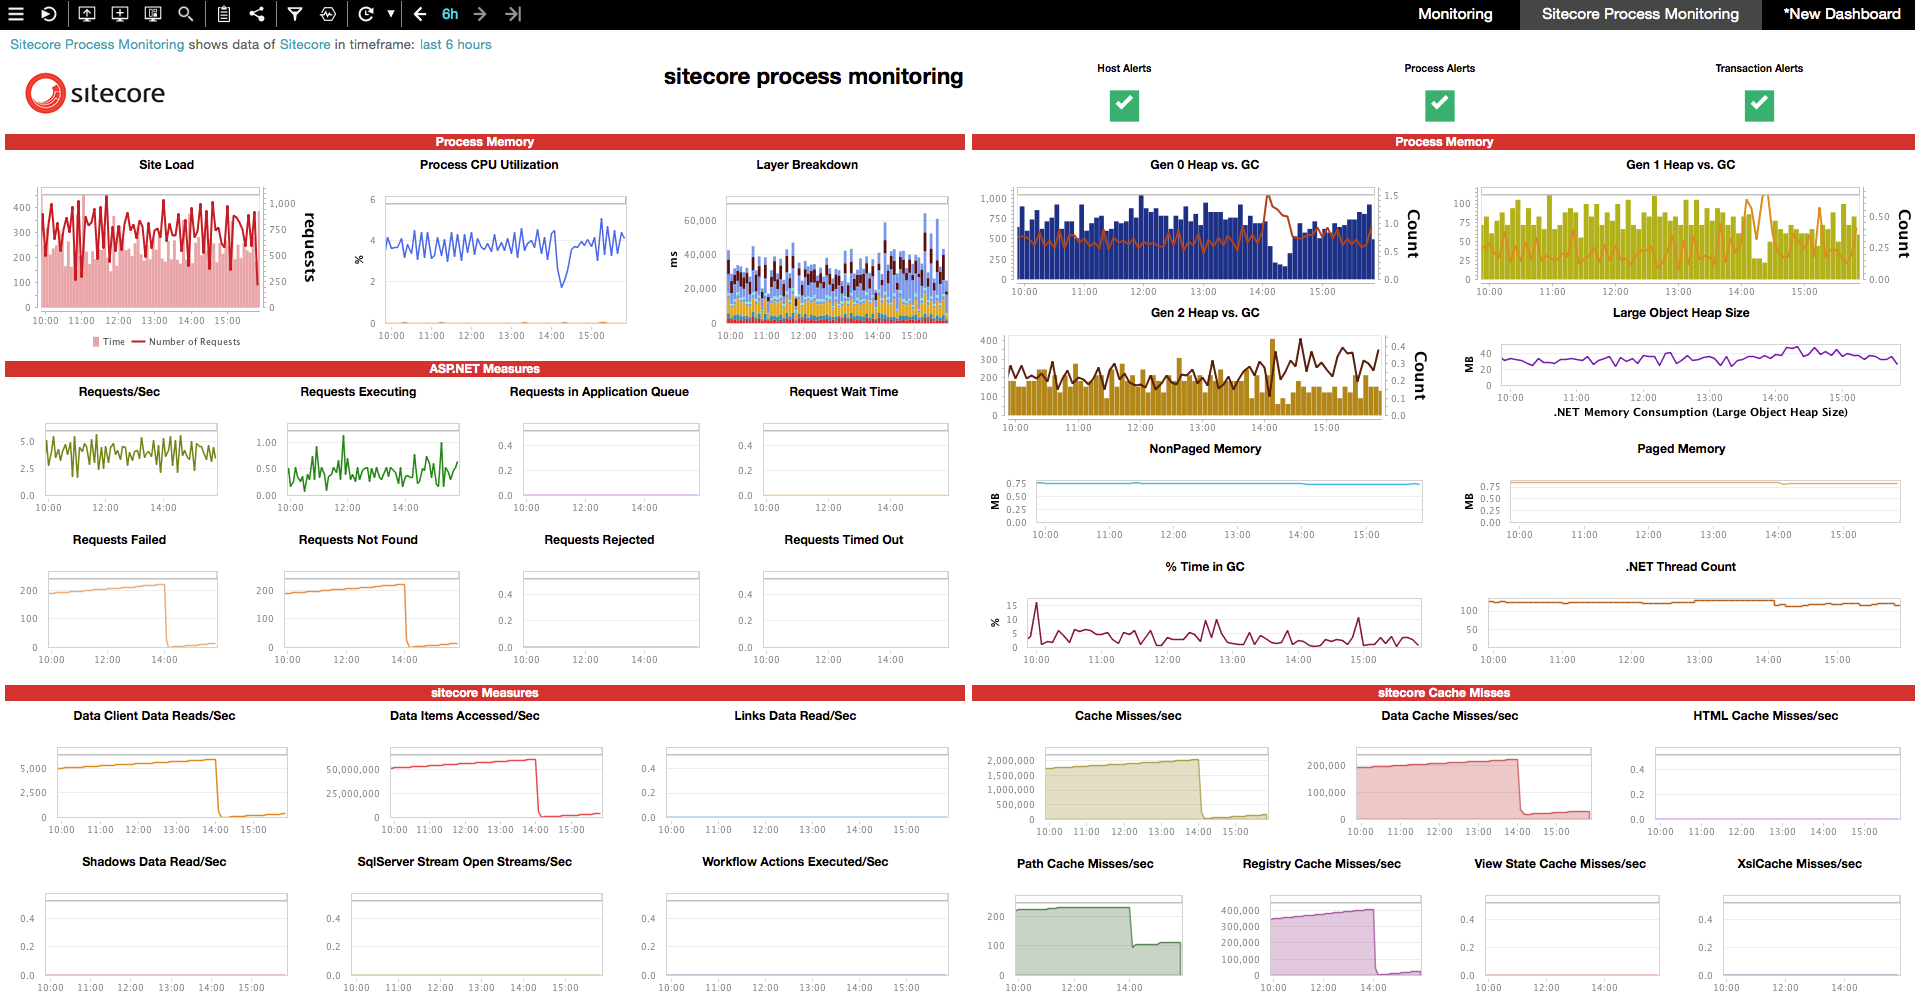 6h
Monitoring
Sitecore Process Monitoring
*New Dashboard
Sitecore Process Monitoring shows data of Sitecore in timeframe: last 6 hours
sitecore
sitecore process monitoring
Host Alerts
Process Alerts
Transaction Alerts
Process Memory
Site Load
400
300
200
100
0
1,000
750
500
250
0
requests
10:00 11:00 12:00 13:00 14:00 15:00
Time Number of Requests
Process CPU Utilization
%
6
4
2
0
10:00 11:00 12:00 13:00 14:00 15:00
Layer Breakdown
ms
60,000
40,000
20,000
0
10:00 11:00 12:00 13:00 14:00 15:00
Process Memory
Gen 0 Heap vs. GC
1,000
750
500
250
0
1.5
1.0
0.5
0.0
Count
10:00 11:00 12:00 13:00 14:00 15:00
Gen 1 Heap vs. GC
100
75
50
25
0
0.50
0.25
0.00
Count
10:00 11:00 12:00 13:00 14:00 15:00
Gen 2 Heap vs. GC
400
300
200
100
0
0.4
0.3
0.2
0.1
0.0
Count
10:00 11:00 12:00 13:00 14:00 15:00
Large Object Heap Size
MB
40
20
0
10:00 11:00 12:00 13:00 14:00 15:00
.NET Memory Consumption (Large Object Heap Size)
NonPaged Memory
MB
0.75
0.50
0.25
0.00
10:00 11:00 12:00 13:00 14:00 15:00
Paged Memory
MB
0.75
0.50
0.25
0.00
10:00 11:00 12:00 13:00 14:00 15:00
% Time in GC
%
15
10
5
0
10:00 11:00 12:00 13:00 14:00 15:00
.NET Thread Count
100
50
0
10:00 11:00 12:00 13:00 14:00 15:00
ASP.NET Measures
Requests/Sec
5.0
2.5
0.0
10:00 12:00 14:00
Requests Executing
1.00
0.50
0.00
10:00 12:00 14:00
Requests in Application Queue
0.4
0.2
0.0
10:00 12:00 14:00
Request Wait Time
0.4
0.2
0.0
10:00 12:00 14:00
Requests Failed
200
100
0
10:00 12:00 14:00
Requests Not Found
200
100
0
10:00 12:00 14:00
Requests Rejected
0.4
0.2
0.0
10:00 12:00 14:00
Requests Timed Out
0.4
0.2
0.0
10:00 12:00 14:00
sitecore Measures
Data Client Data Reads/Sec
5,000
2,500
0
10:00 11:00 12:00 13:00 14:00 15:00
Data Items Accessed/Sec
50,000,000
25,000,000
0
10:00 11:00 12:00 13:00 14:00 15:00
Links Data Read/Sec
0.4
0.2
0.0
10:00 11:00 12:00 13:00 14:00 15:00
Shadows Data Read/Sec
0.4
0.2
0.0
10:00 11:00 12:00 13:00 14:00 15:00
SqlServer Stream Open Streams/Sec
0.4
0.2
0.0
10:00 11:00 12:00 13:00 14:00 15:00
Workflow Actions Executed/Sec
0.4
0.2
0.0
10:00 11:00 12:00 13:00 14:00 15:00
sitecore Cache Misses
Cache Misses/sec
2,000,000
1,500,000
1,000,000
500,000
0
10:00 11:00 12:00 13:00 14:00 15:00
Data Cache Misses/sec
200,000
100,000
0
10:00 11:00 12:00 13:00 14:00 15:00
HTML Cache Misses/sec
0.4
0.2
0.0
10:00 11:00 12:00 13:00 14:00 15:00
Path Cache Misses/sec
200
100
0
10:00 12:00 14:00
Registry Cache Misses/sec
400,000
300,000
200,000
100,000
0
10:00 12:00 14:00
View State Cache Misses/sec
0.4
0.2
0.0
10:00 12:00 14:00
XslCache Misses/sec
0.4
0.2
0.0
10:00 12:00 14:00